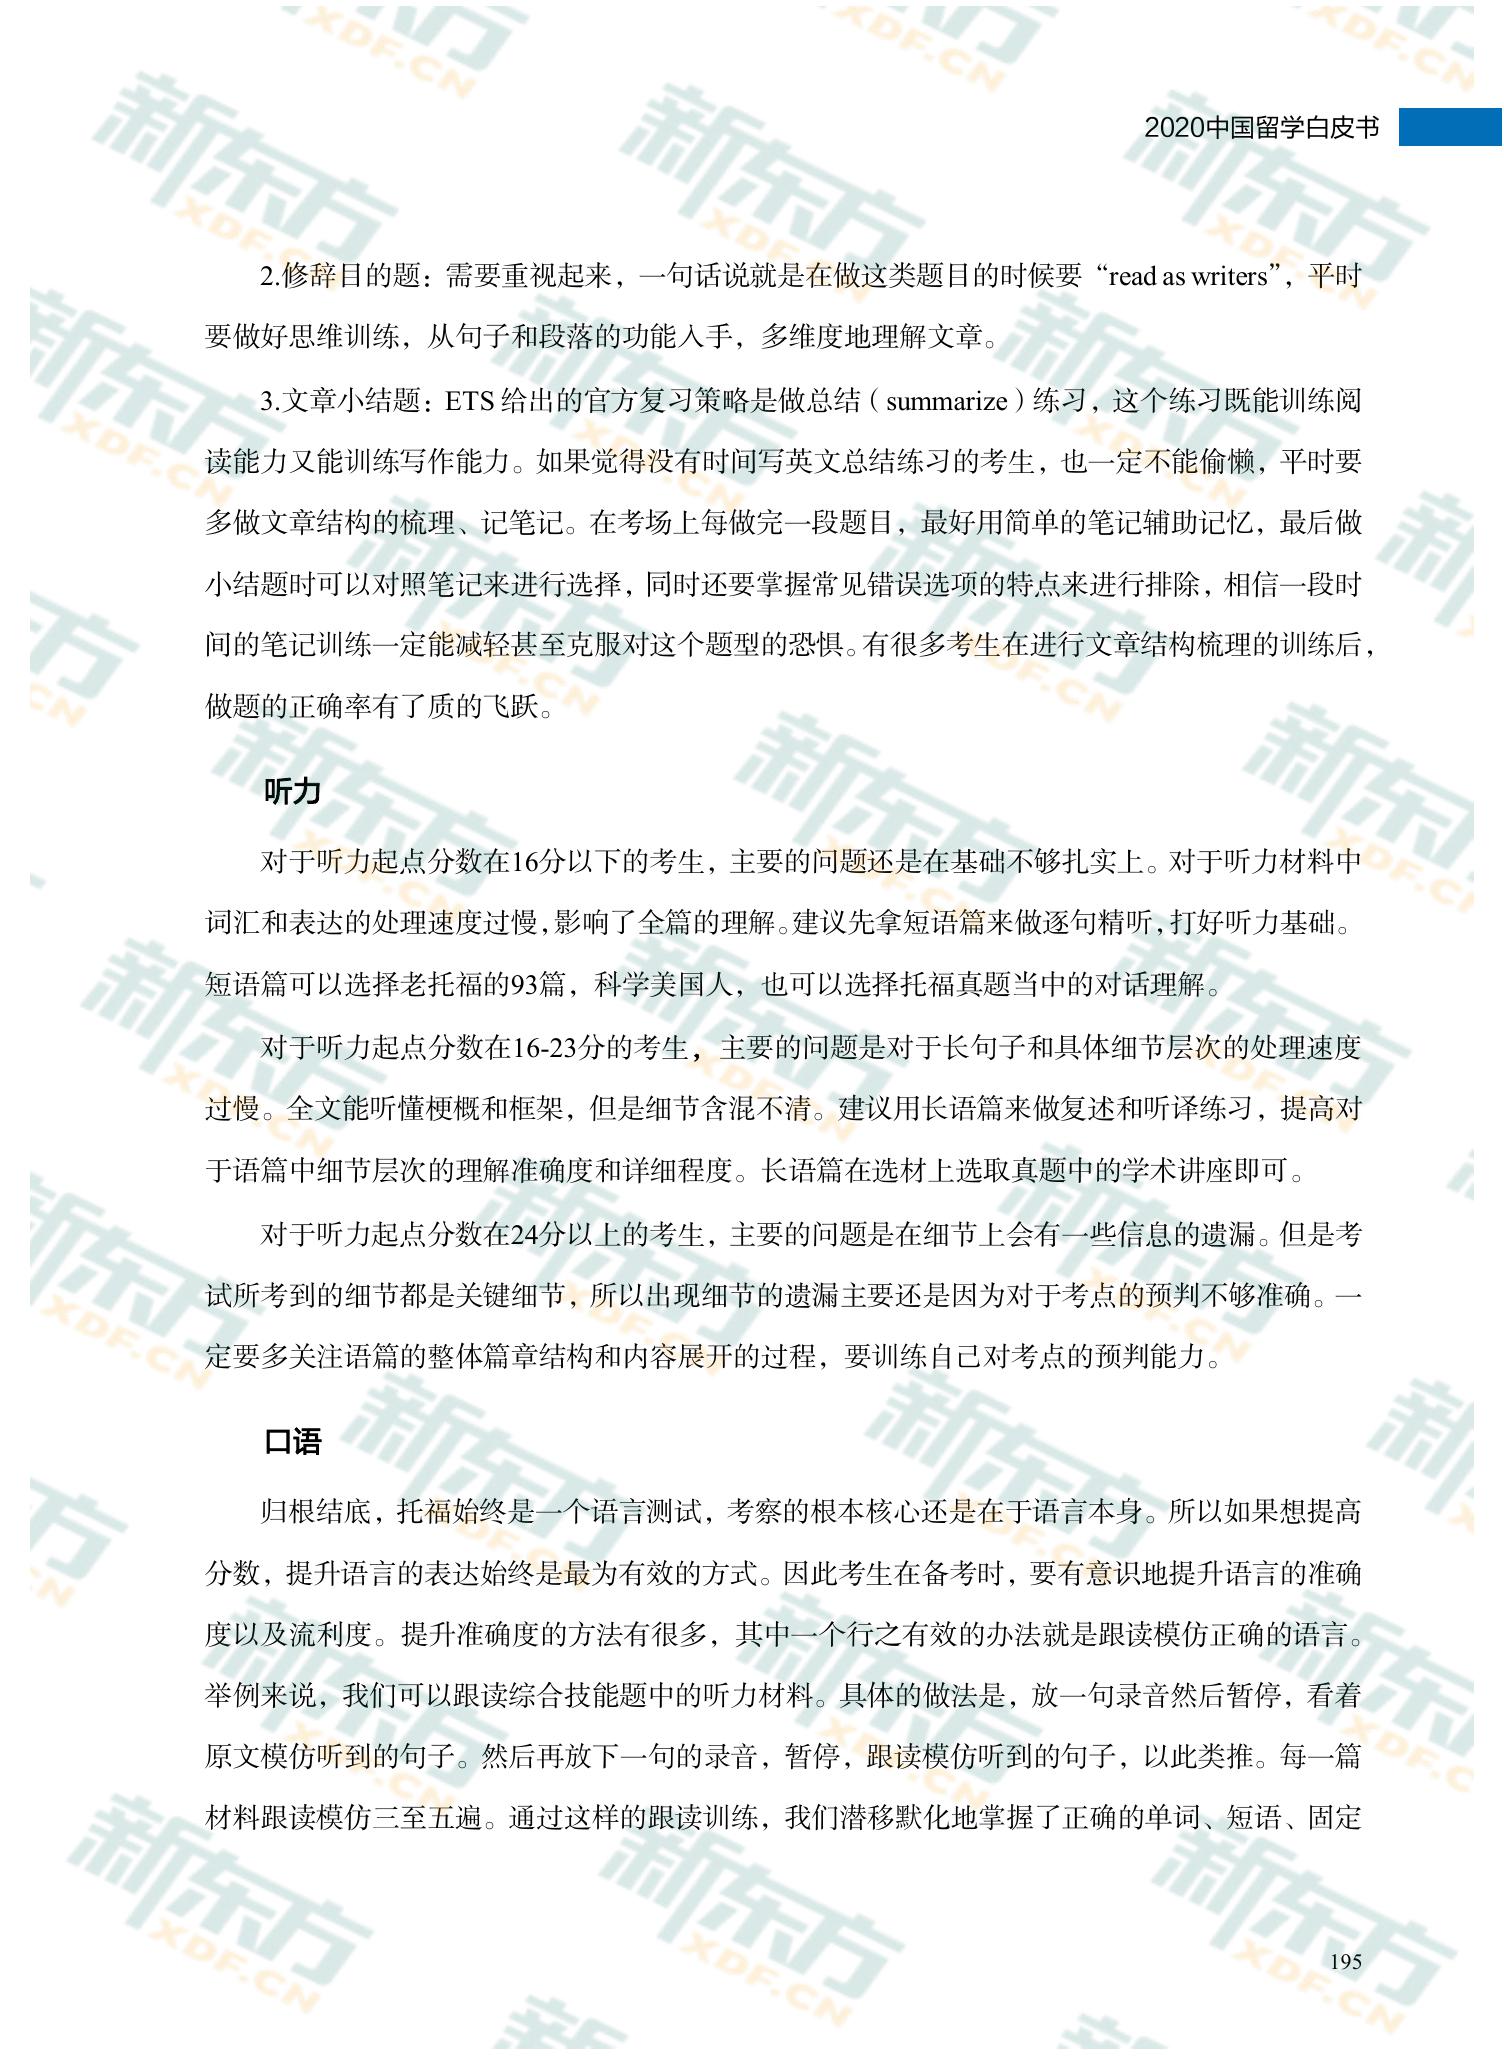 2020中国留学白皮书
2.修辞目的题：需要重视起来，一句话说就是在做这类题目的时候要“read as writers”，平时
要做好思维训练，从句子和段落的功能入手，多维度地理解文章。
3.文章小结题：ETS 给出的官方复习策略是做总结（summarize）练习，这个练习既能训练阅
读能力又能训练写作能力。如果觉得没有时间写英文总结练习的考生，也一定不能偷懒，平时要
多做文章结构的梳理、记笔记。在考场上每做完一段题目，最好用简单的笔记辅助记忆，最后做
小结题时可以对照笔记来进行选择，同时还要掌握常见错误选项的特点来进行排除，相信一段时
间的笔记训练一定能减轻甚至克服对这个题型的恐惧。有很多考生在进行文章结构梳理的训练后，
做题的正确率有了质的飞跃。
听力
对于听力起点分数在16分以下的考生，主要的问题还是在基础不够扎实上。对于听力材料中
词汇和表达的处理速度过慢，影响了全篇的理解。建议先拿短语篇来做逐句精听，打好听力基础。
短语篇可以选择老托福的93篇，科学美国人，也可以选择托福真题当中的对话理解。
对于听力起点分数在16-23分的考生，主要的问题是对于长句子和具体细节层次的处理速度
过慢。全文能听懂梗概和框架，但是细节含混不清。建议用长语篇来做复述和听译练习，提高对
于语篇中细节层次的理解准确度和详细程度。长语篇在选材上选取真题中的学术讲座即可。
对于听力起点分数在24分以上的考生，主要的问题是在细节上会有一些信息的遗漏。但是考
试所考到的细节都是关键细节，所以出现细节的遗漏主要还是因为对于考点的预判不够准确。一
定要多关注语篇的整体篇章结构和内容展开的过程，要训练自己对考点的预判能力。
口语
归根结底，托福始终是一个语言测试，考察的根本核心还是在于语言本身。所以如果想提高
分数，提升语言的表达始终是最为有效的方式。因此考生在备考时，要有意识地提升语言的准确
度以及流利度。提升准确度的方法有很多，其中一个行之有效的办法就是跟读模仿正确的语言。
举例来说，我们可以跟读综合技能题中的听力材料。具体的做法是，放一句录音然后暂停，看着
原文模仿听到的句子。然后再放下一句的录音，暂停，跟读模仿听到的句子，以此类推。每一篇
材料跟读模仿三至五遍。通过这样的跟读训练，我们潜移默化地掌握了正确的单词、短语、固定
195
新东方
XDF.CN